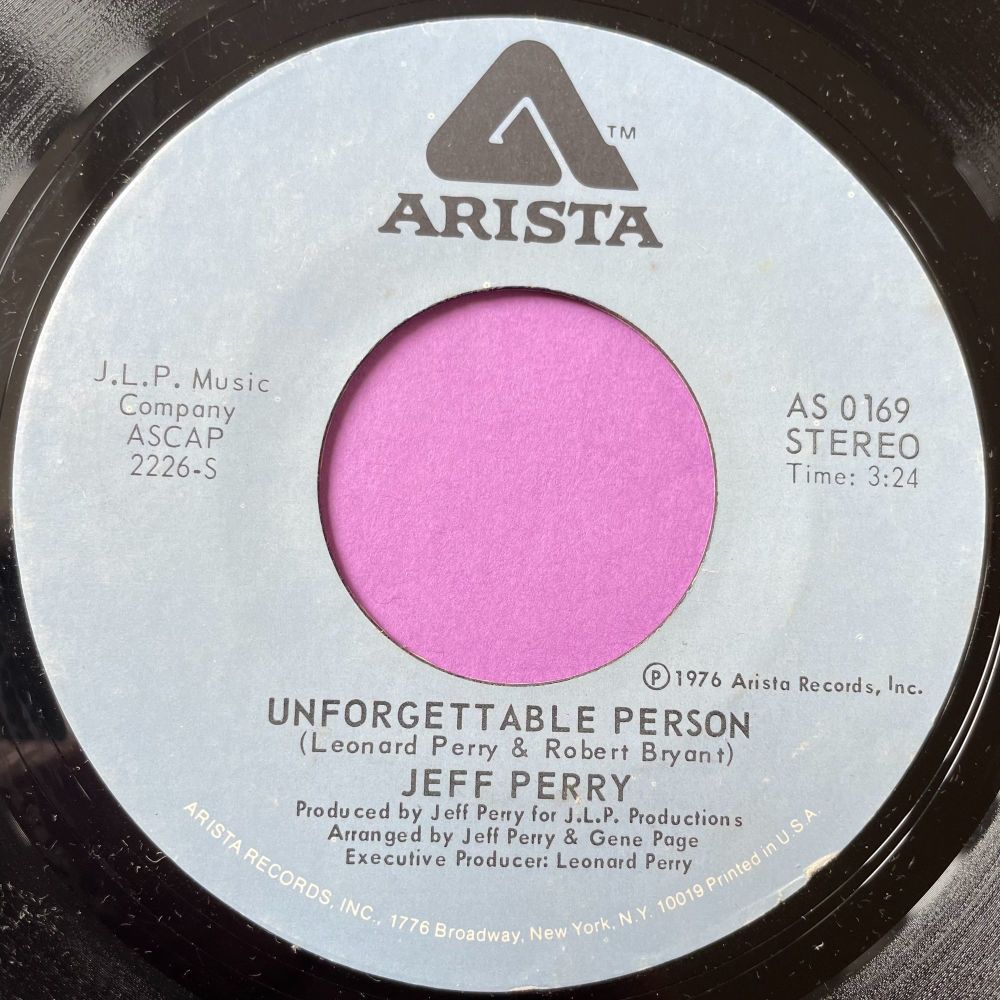 TM
ARISTA
J.L.P. Music
Company
ASCAP
2226-S
AS 0169
STEREO
Time: 3:24
Ⓟ1976 Arista Records, Inc.
UNFORGETTABLE PERSON
(Leonard Perry & Robert Bryant)
JEFF PERRY
Produced by Jeff Perry for J.L.P. Productions
Arranged by Jeff Perry & Gene Page
Executive Producer: Leonard Perry
ARISTA RECORDS, INC., 1776 Broadway, New York, N.Y. 10019 Printed in U.S.A.